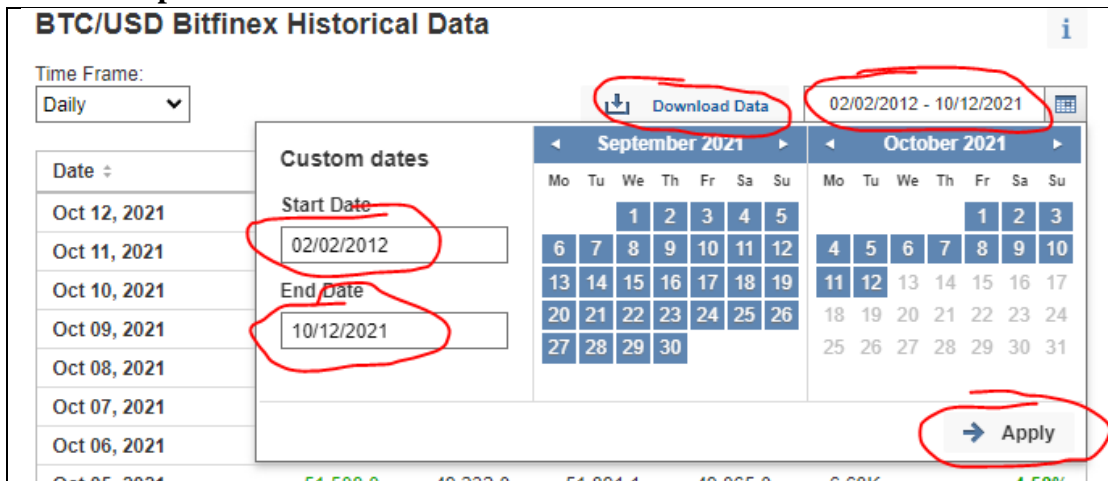 BTC/USD Bitfinex Historical Data
i
Time Frame:
Daily
Download Data
02/02/2012 - 10/12/2021
Date
Oct 12, 2021
Oct 11, 2021
Oct 10, 2021
Oct 09, 2021
Oct 08, 2021
Oct 07, 2021
Oct 06, 2021
Custom dates
Start Date
02/02/2012
End Date
10/12/2021
September 2021
Mo Tu We Th Fr Sa Su
1 2 3 4 5
6 7 8 9 10 11 12
13 14 15 16 17 18 19
20 21 22 23 24 25 26
27 28 29 30
October 2021
Mo Tu We Th Fr Sa Su
1 2 3
4 5 6 7 8 9 10
11 12 13 14 15 16 17
18 19 20 21 22 23 24
25 26 27 28 29 30 31
Apply